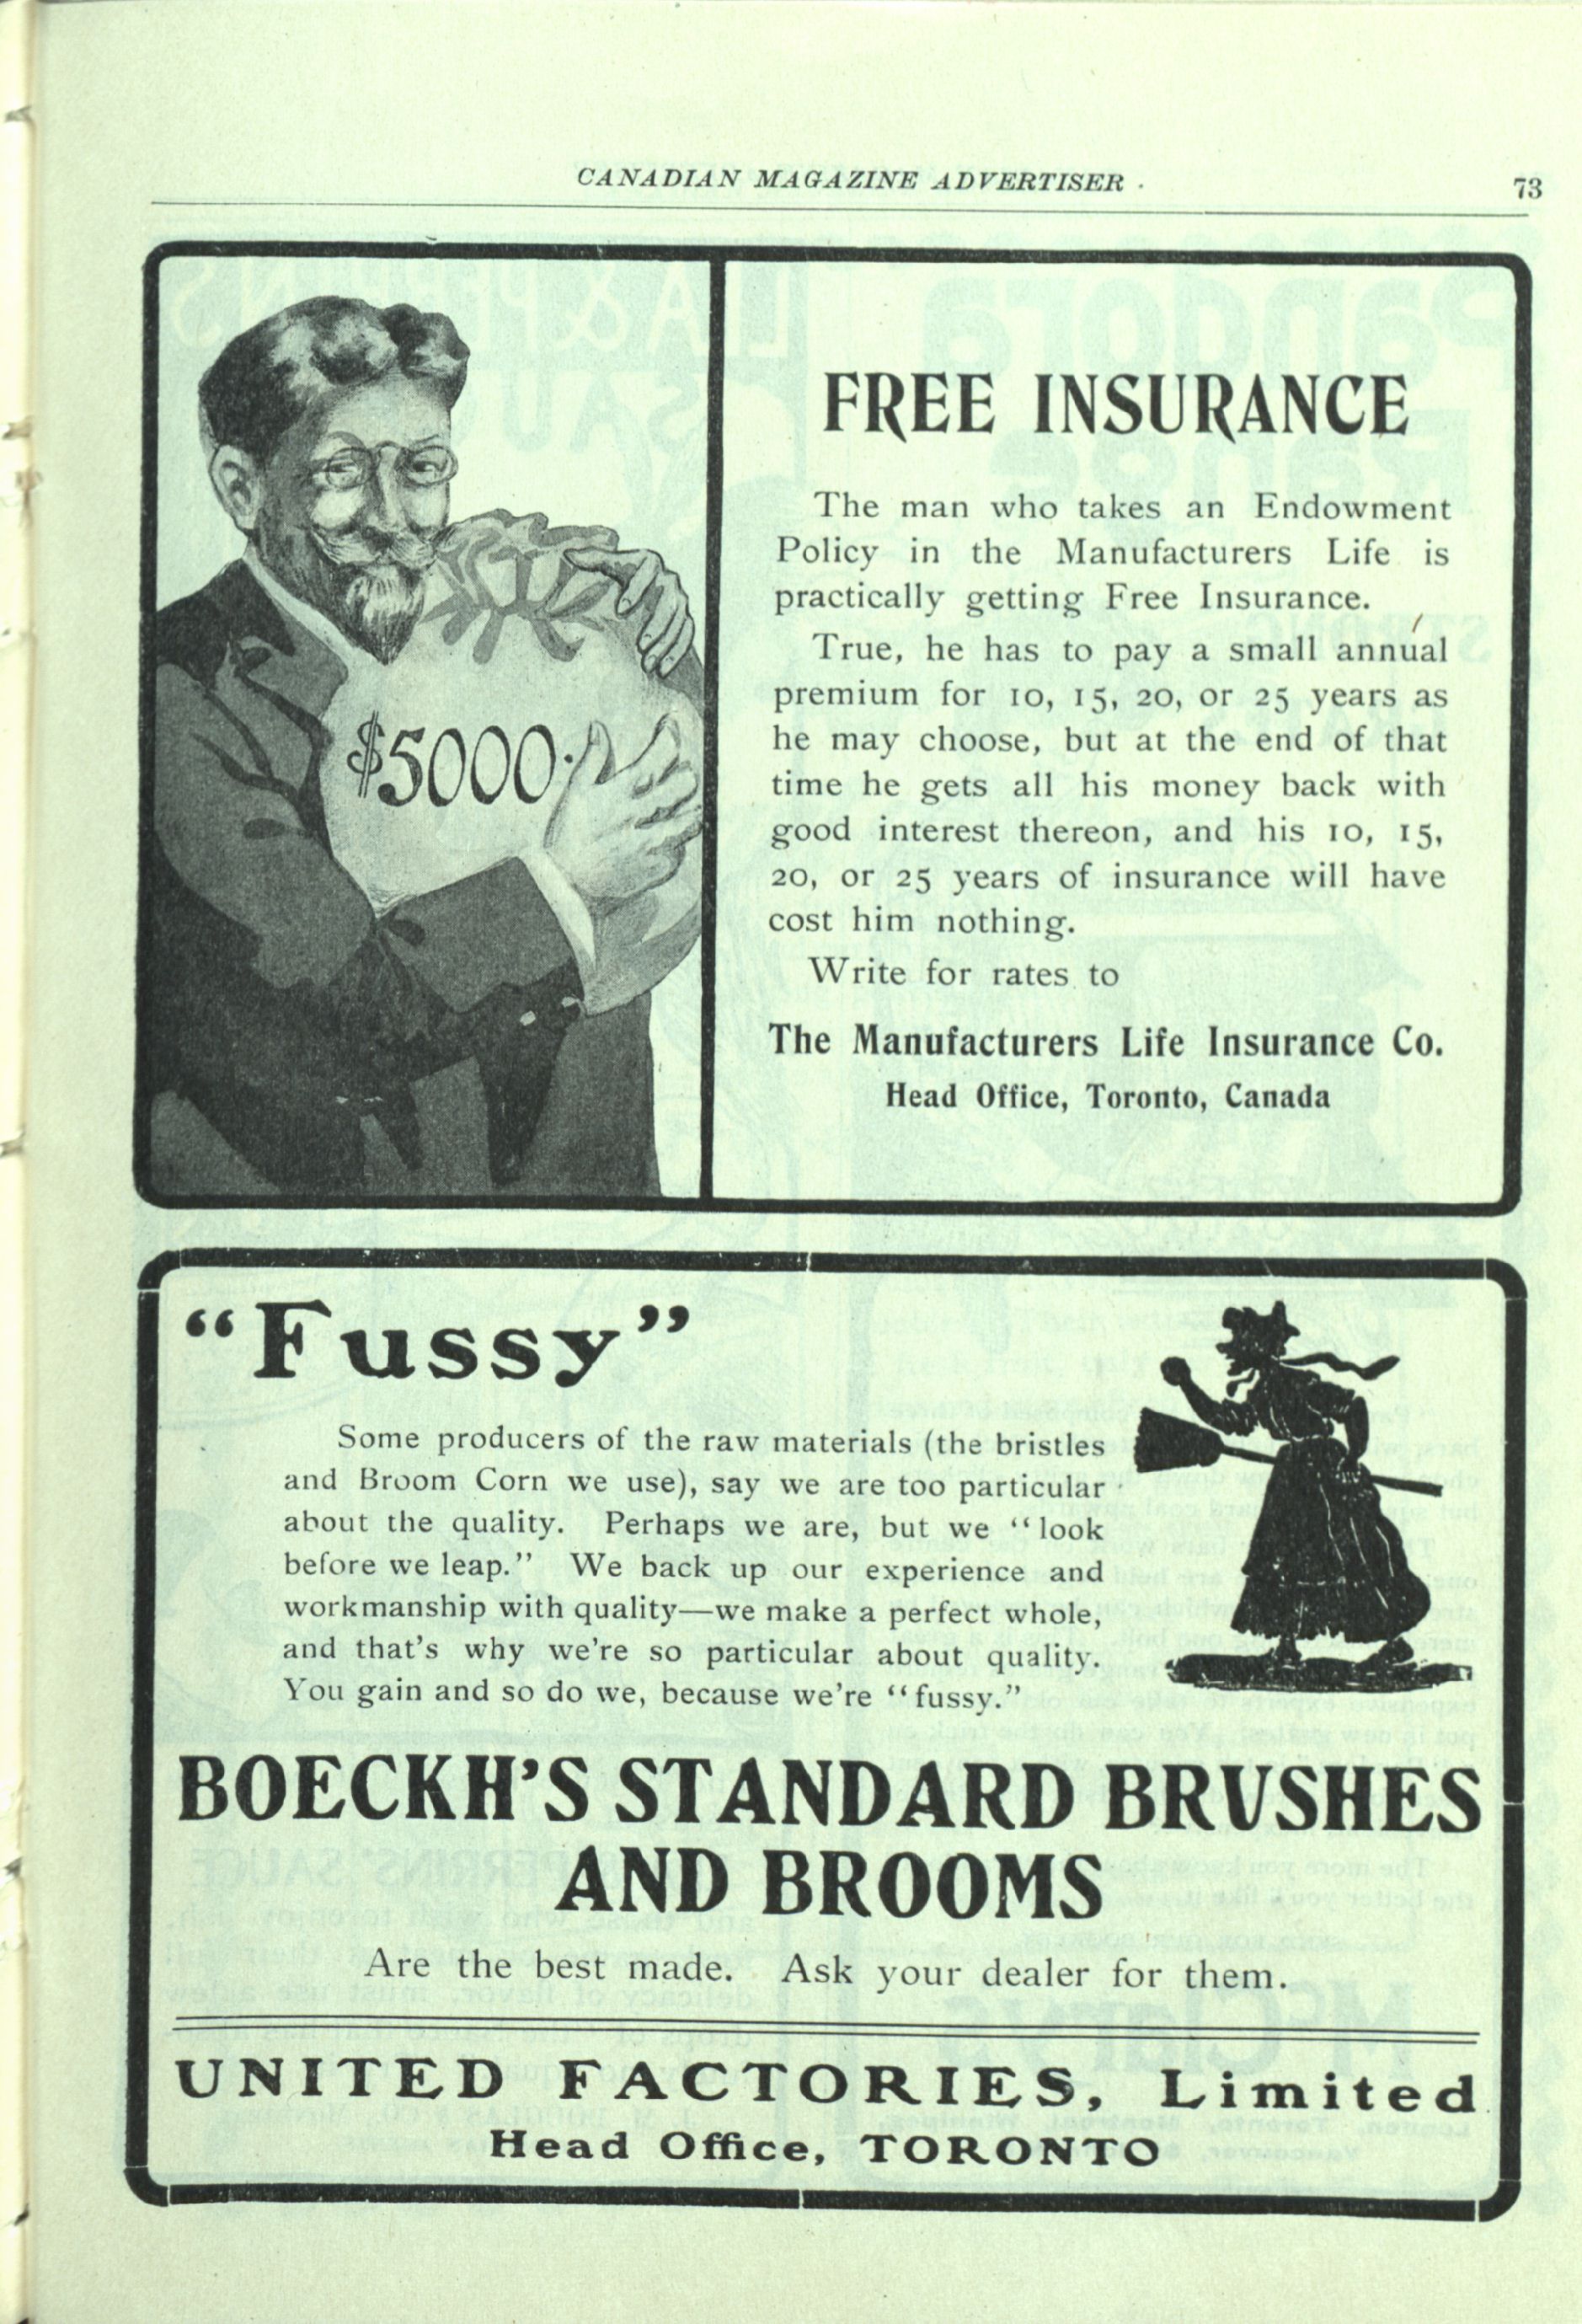 CANADIAN MAGAZINE ADVERTISER
73
$5000.
FREE INSURANCE
The man who takes an Endowment
Policy in the Manufacturers Life is
practically getting Free Insurance.
True, he has to pay a small annual
premium for 10, 15, 20, or 25 years as
he may choose, but at the end of that
time he gets all his money back with
good interest thereon, and his 10, 15,
20, or 25 years of insurance will have
cost him nothing.
Write for rates to
The Manufacturers Life Insurance Co.
Head Office, Toronto, Canada
"Fussy"
Some producers of the raw materials (the bristles
and Broom Corn we use), say we are too particular
about the quality. Perhaps we are, but we "look
before we leap." We back up our experience and
workmanship with quality—we make a perfect whole,
and that's why we're so particular about quality.
You gain and so do we, because we're "fussy."
BOECKH'S STANDARD BRUSHES
AND BROOMS
Are the best made. Ask your dealer for them.
UNITED FACTORIES, Limited
Head Office, TORONTO